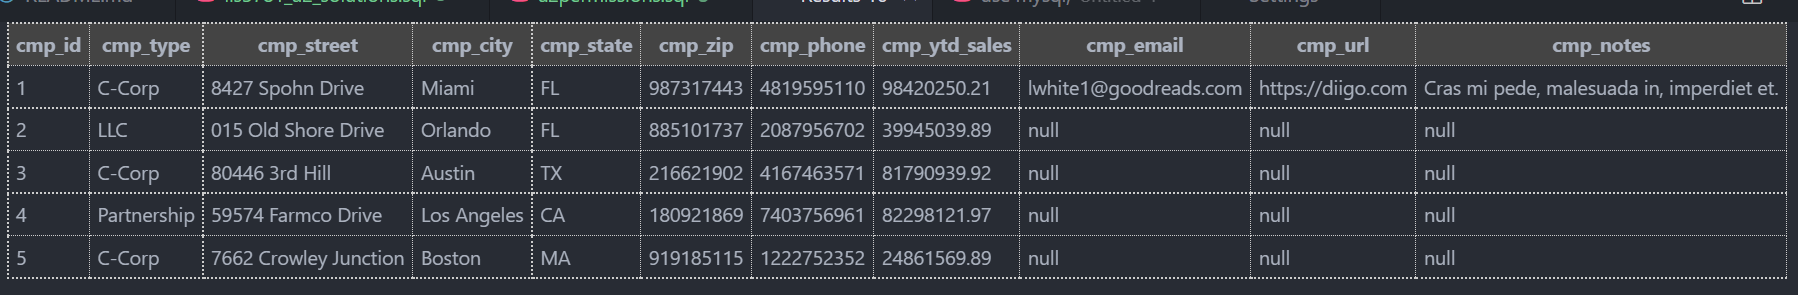 cmp_id cmp_type cmp_street cmp_city cmp_state cmp_zip cmp_phone cmp_ytd_sales cmp_email cmp_url cmp_notes
1 C-Corp 8427 Spohn Drive Miami FL 987317443 4819595110 98420250.21 lwhite1@goodreads.com https://diigo.com Cras mi pede, malesuada in, imperdiet et.
2 LLC 015 Old Shore Drive Orlando FL 885101737 2087956702 39945039.89 null null null
3 C-Corp 80446 3rd Hill Austin TX 216621902 4167463571 81790939.92 null null null
4 Partnership 59574 Farmco Drive Los Angeles CA 180921869 7403756961 82298121.97 null null null
5 C-Corp 7662 Crowley Junction Boston MA 919185115 1222752352 24861569.89 null null null